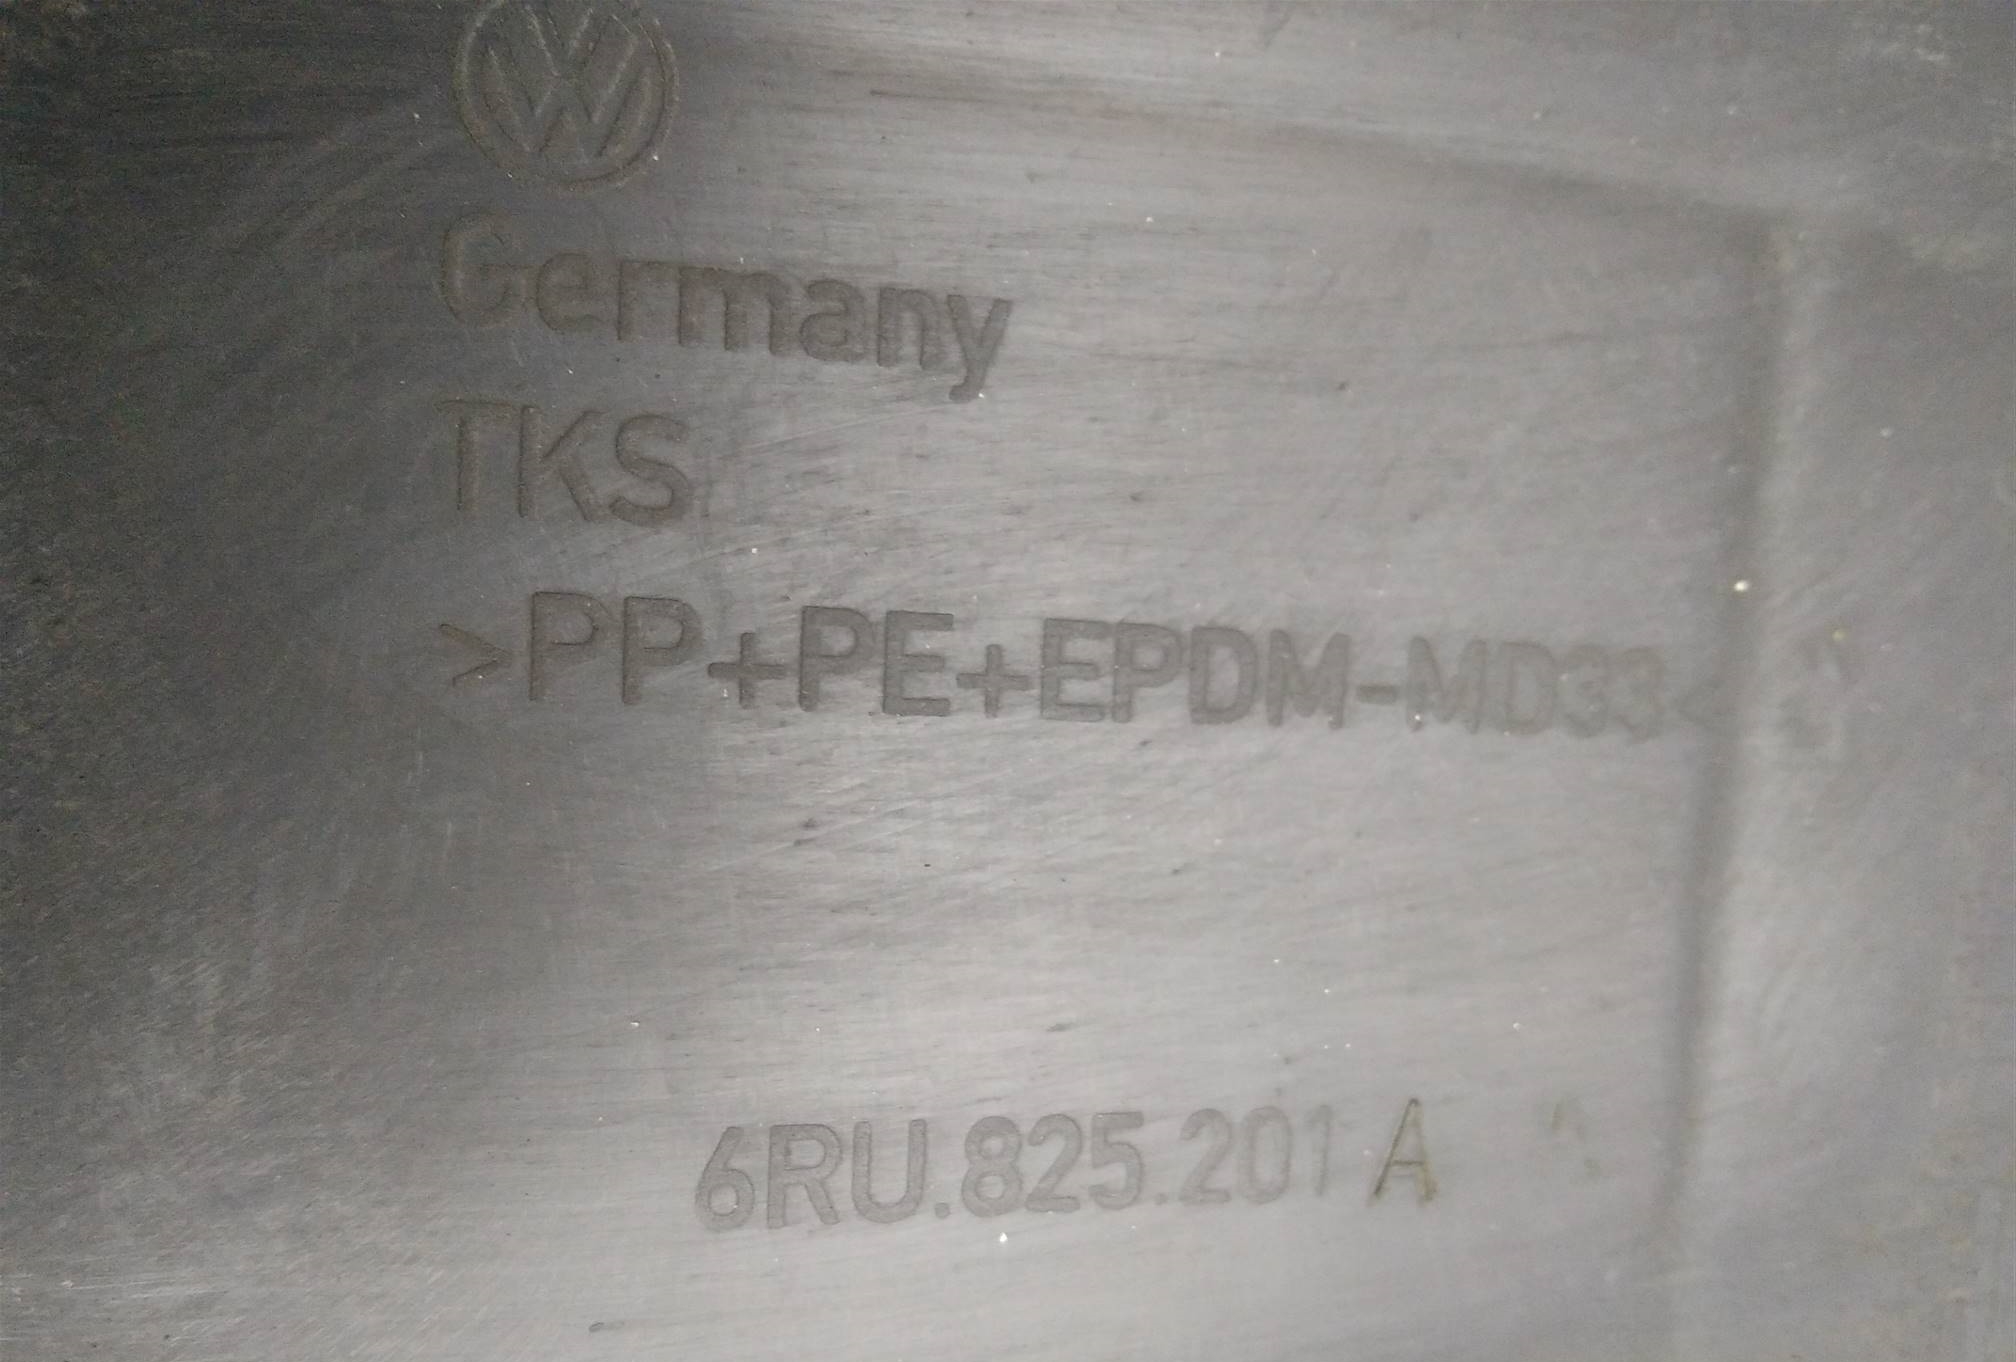 Germany
TKS
>PP+PE+EPDM-MD33<
6RU.825.201 A